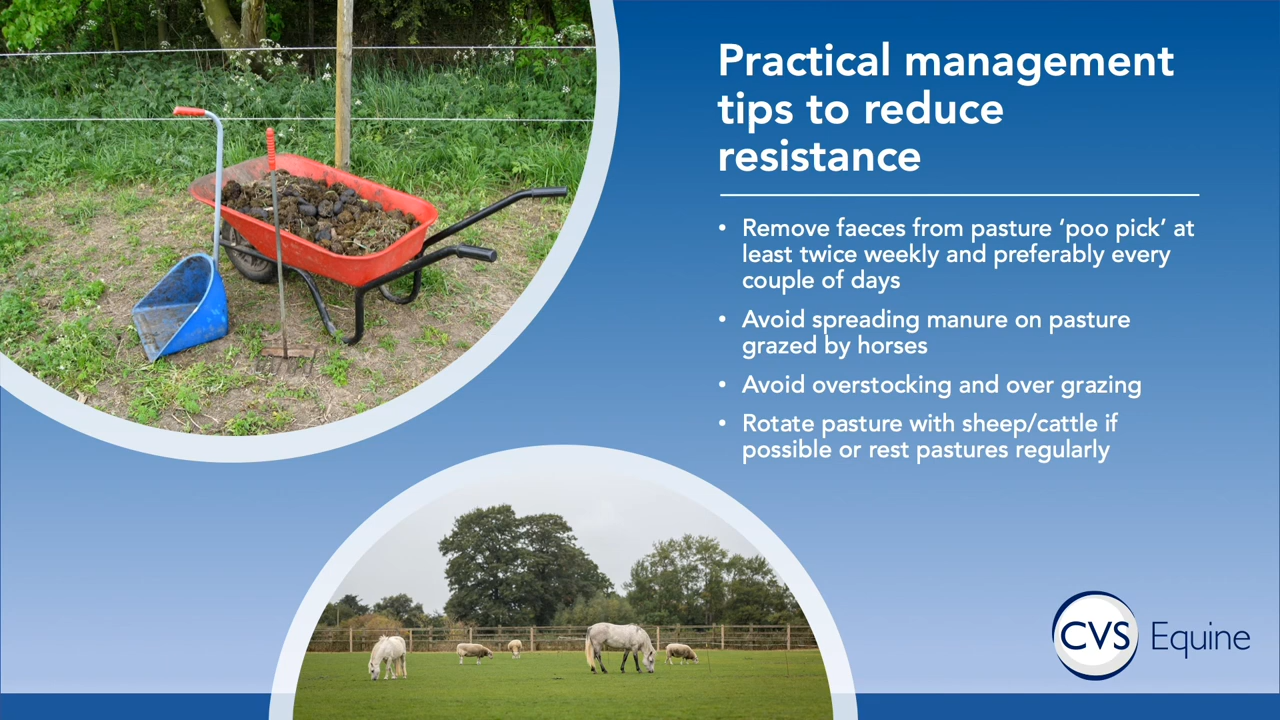 Practical management
tips to reduce
resistance
• Remove faeces from pasture ‘poo pick’ at
least twice weekly and preferably every
couple of days
• Avoid spreading manure on pasture
grazed by horses
• Avoid overstocking and over grazing
• Rotate pasture with sheep/cattle if
possible or rest pastures regularly
CVS Equine